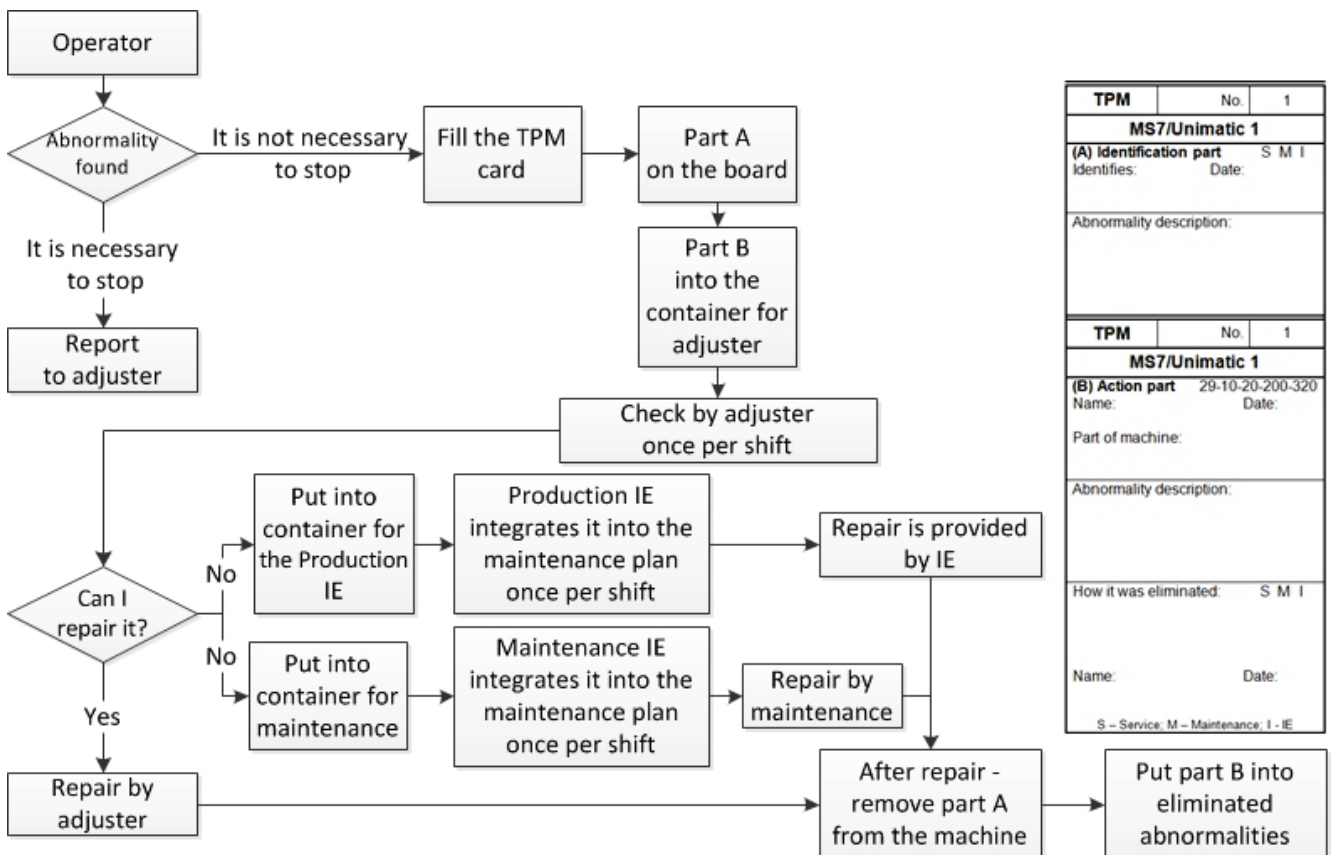 Operator
Abnormality
found
It is not necessary
to stop
Fill the TPM
card
Part A
on the board
It is necessary
to stop
Report
to adjuster
Part B
into the
container for
adjuster
Check by adjuster
once per shift
Can I
repair it?
No
Put into
container for
the Production
IE
Production IE
integrates it into the
maintenance plan
once per shift
Repair is provided
by IE
No
Put into
container for
maintenance
Maintenance IE
integrates it into the
maintenance plan
once per shift
Repair by
maintenance
Yes
Repair by
adjuster
After repair -
remove part A
from the machine
Put part B into
eliminated
abnormalities
TPM No. 1
MS7/Unimatic 1
(A) Identification part S M I
Identifies: Date:
Abnormality description:
TPM No. 1
MS7/Unimatic 1
(B) Action part 29-10-20-200-320
Name: Date:
Part of machine:
Abnormality description:
How it was eliminated: S M I
Name: Date:
S – Service; M – Maintenance; I - IE